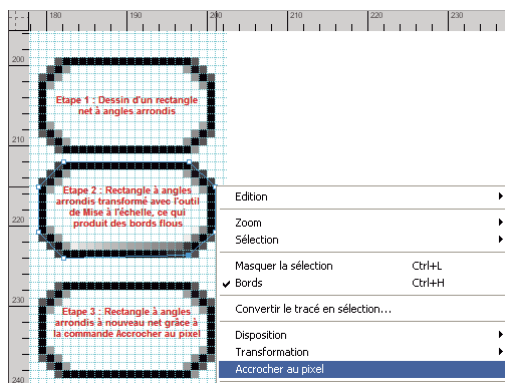 180
190
200
210
220
230
200
Etape 1 : Dessin d'un rectangle
net à angles arrondis
210
Etape 2 : Rectangle à angles
arrondis transformé avec l'outil
de Mise à l'échelle, ce qui
produit des bords flous
220
230
Etape 3 : Rectangle à angles
arrondis à nouveau net grâce à
la commande Accrocher au pixel
240
Edition
Zoom
Sélection
Masquer la sélection Ctrl+L
Bords Ctrl+H
Convertir le tracé en sélection...
Disposition
Transformation
Accrocher au pixel